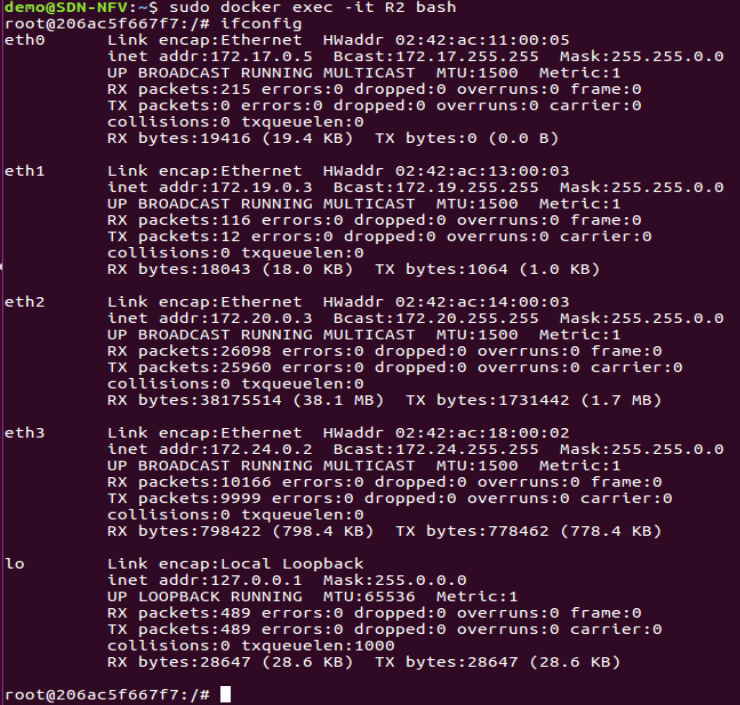 demo@SDN-NFV:~$ sudo docker exec -it R2 bash
root@206ac5f667f7:/# ifconfig
eth0      Link encap:Ethernet  HWaddr 02:42:ac:11:00:05
          inet addr:172.17.0.5  Bcast:172.17.255.255  Mask:255.255.0.0
          UP BROADCAST RUNNING MULTICAST  MTU:1500  Metric:1
          RX packets:215 errors:0 dropped:0 overruns:0 frame:0
          TX packets:0 errors:0 dropped:0 overruns:0 carrier:0
          collisions:0 txqueuelen:0
          RX bytes:19416 (19.4 KB)  TX bytes:0 (0.0 B)

eth1      Link encap:Ethernet  HWaddr 02:42:ac:13:00:03
          inet addr:172.19.0.3  Bcast:172.19.255.255  Mask:255.255.0.0
          UP BROADCAST RUNNING MULTICAST  MTU:1500  Metric:1
          RX packets:116 errors:0 dropped:0 overruns:0 frame:0
          TX packets:12 errors:0 dropped:0 overruns:0 carrier:0
          collisions:0 txqueuelen:0
          RX bytes:18043 (18.0 KB)  TX bytes:1064 (1.0 KB)

eth2      Link encap:Ethernet  HWaddr 02:42:ac:14:00:03
          inet addr:172.20.0.3  Bcast:172.20.255.255  Mask:255.255.0.0
          UP BROADCAST RUNNING MULTICAST  MTU:1500  Metric:1
          RX packets:26098 errors:0 dropped:0 overruns:0 frame:0
          TX packets:25960 errors:0 dropped:0 overruns:0 carrier:0
          collisions:0 txqueuelen:0
          RX bytes:38175514 (38.1 MB)  TX bytes:1731442 (1.7 MB)

eth3      Link encap:Ethernet  HWaddr 02:42:ac:18:00:02
          inet addr:172.24.0.2  Bcast:172.24.255.255  Mask:255.255.0.0
          UP BROADCAST RUNNING MULTICAST  MTU:1500  Metric:1
          RX packets:10166 errors:0 dropped:0 overruns:0 frame:0
          TX packets:9999 errors:0 dropped:0 overruns:0 carrier:0
          collisions:0 txqueuelen:0
          RX bytes:798422 (798.4 KB)  TX bytes:778462 (778.4 KB)

lo        Link encap:Local Loopback
          inet addr:127.0.0.1  Mask:255.0.0.0
          UP LOOPBACK RUNNING  MTU:65536  Metric:1
          RX packets:489 errors:0 dropped:0 overruns:0 frame:0
          TX packets:489 errors:0 dropped:0 overruns:0 carrier:0
          collisions:0 txqueuelen:1000
          RX bytes:28647 (28.6 KB)  TX bytes:28647 (28.6 KB)

root@206ac5f667f7:/#